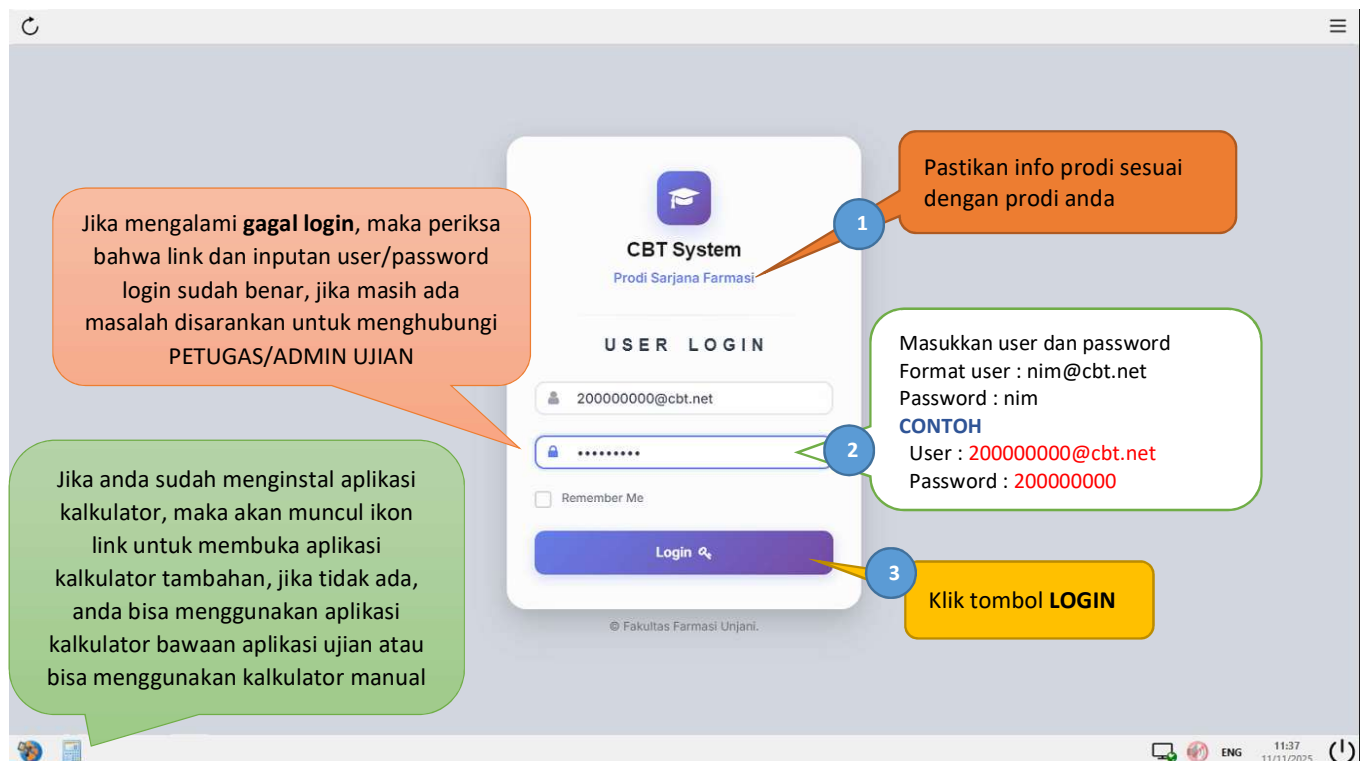 Pastikan info prodi sesuai
dengan prodi anda
1
Jika mengalami gagal login, maka periksa
bahwa link dan inputan user/password
login sudah benar, jika masih ada
masalah disarankan untuk menghubungi
PETUGAS/ADMIN UJIAN
CBT System
Prodi Sarjana Farmasi
USER LOGIN
200000000@cbt.net
•••••••••
Remember Me
Login
© Fakultas Farmasi Unjani.
Masukkan user dan password
Format user : nim@cbt.net
Password : nim
CONTOH
User : 200000000@cbt.net
Password : 200000000
2
Jika anda sudah menginstal aplikasi
kalkulator, maka akan muncul ikon
link untuk membuka aplikasi
kalkulator tambahan, jika tidak ada,
anda bisa menggunakan aplikasi
kalkulator bawaan aplikasi ujian atau
bisa menggunakan kalkulator manual
3
Klik tombol LOGIN
ENG
11:37
11/11/2025